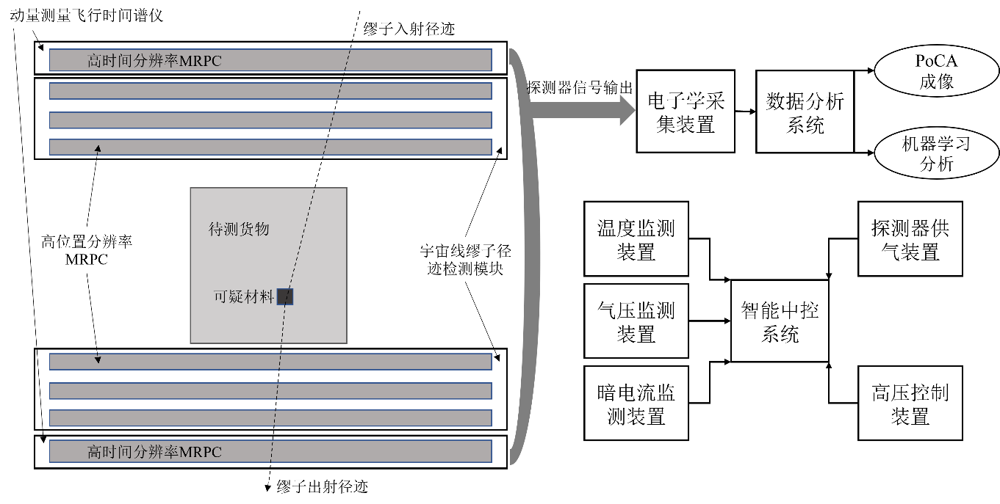 动量测量飞行时间谱仪
缪子入射径迹
高时间分辨率MRPC
探测器信号输出
电子学采
集装置
数据分析
系统
PoCA
成像
机器学习
分析
待测货物
高位置分辨率
MRPC
宇宙线缪子径
迹检测模块
可疑材料
高时间分辨率MRPC
缪子出射径迹
温度监测
装置
探测器供
气装置
气压监测
装置
智能中控
系统
暗电流监
测装置
高压控制
装置